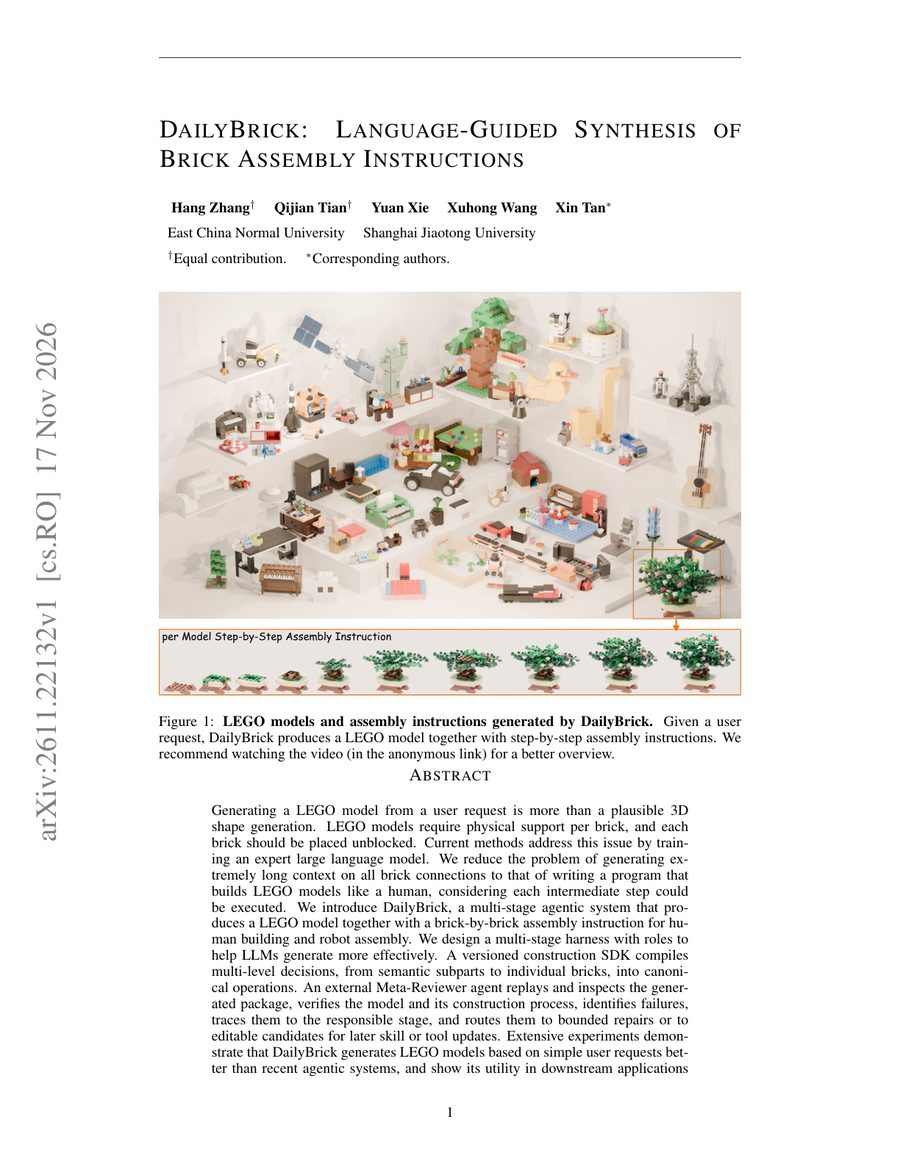 DAILYBRICK: LANGUAGE-GUIDED SYNTHESIS OF
BRICK ASSEMBLY INSTRUCTIONS
Hang Zhang† Qijian Tian† Yuan Xie Xuhong Wang Xin Tan*
East China Normal University Shanghai Jiaotong University
†Equal contribution. *Corresponding authors.
arXiv:2611.22132v1 [cs.RO] 17 Nov 2026
per Model Step-by-Step Assembly Instruction
Figure 1: LEGO models and assembly instructions generated by DailyBrick. Given a user
request, DailyBrick produces a LEGO model together with step-by-step assembly instructions. We
recommend watching the video (in the anonymous link) for a better overview.
ABSTRACT
Generating a LEGO model from a user request is more than a plausible 3D
shape generation. LEGO models require physical support per brick, and each
brick should be placed unblocked. Current methods address this issue by train-
ing an expert large language model. We reduce the problem of generating ex-
tremely long context on all brick connections to that of writing a program that
builds LEGO models like a human, considering each intermediate step could
be executed. We introduce DailyBrick, a multi-stage agentic system that pro-
duces a LEGO model together with a brick-by-brick assembly instruction for hu-
man building and robot assembly. We design a multi-stage harness with roles to
help LLMs generate more effectively. A versioned construction SDK compiles
multi-level decisions, from semantic subparts to individual bricks, into canoni-
cal operations. An external Meta-Reviewer agent replays and inspects the gener-
ated package, verifies the model and its construction process, identifies failures,
traces them to the responsible stage, and routes them to bounded repairs or to
editable candidates for later skill or tool updates. Extensive experiments demon-
strate that DailyBrick generates LEGO models based on simple user requests bet-
ter than recent agentic systems, and show its utility in downstream applications
1